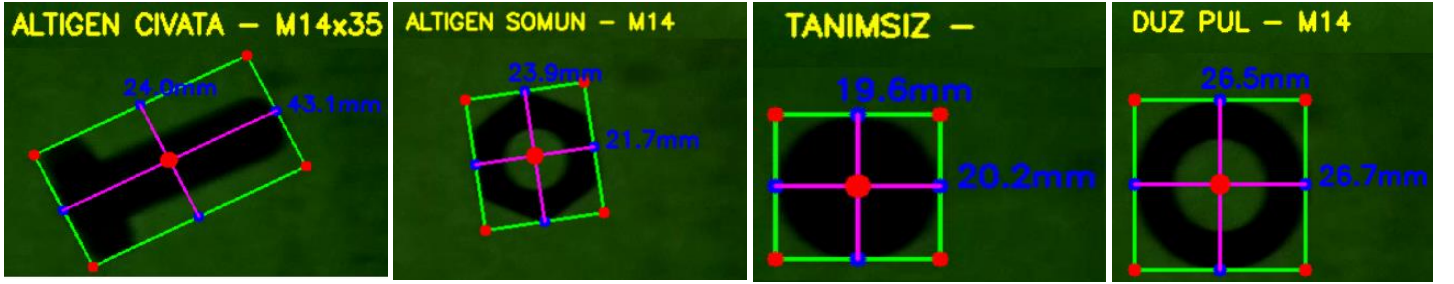 ALTIGEN CIVATA - M14x35
24.0mm
43.1mm
ALTIGEN SOMUN - M14
23.9mm
21.7mm
TANIMSIZ -
19.6mm
20.2mm
DUZ PUL - M14
26.5mm
26.7mm